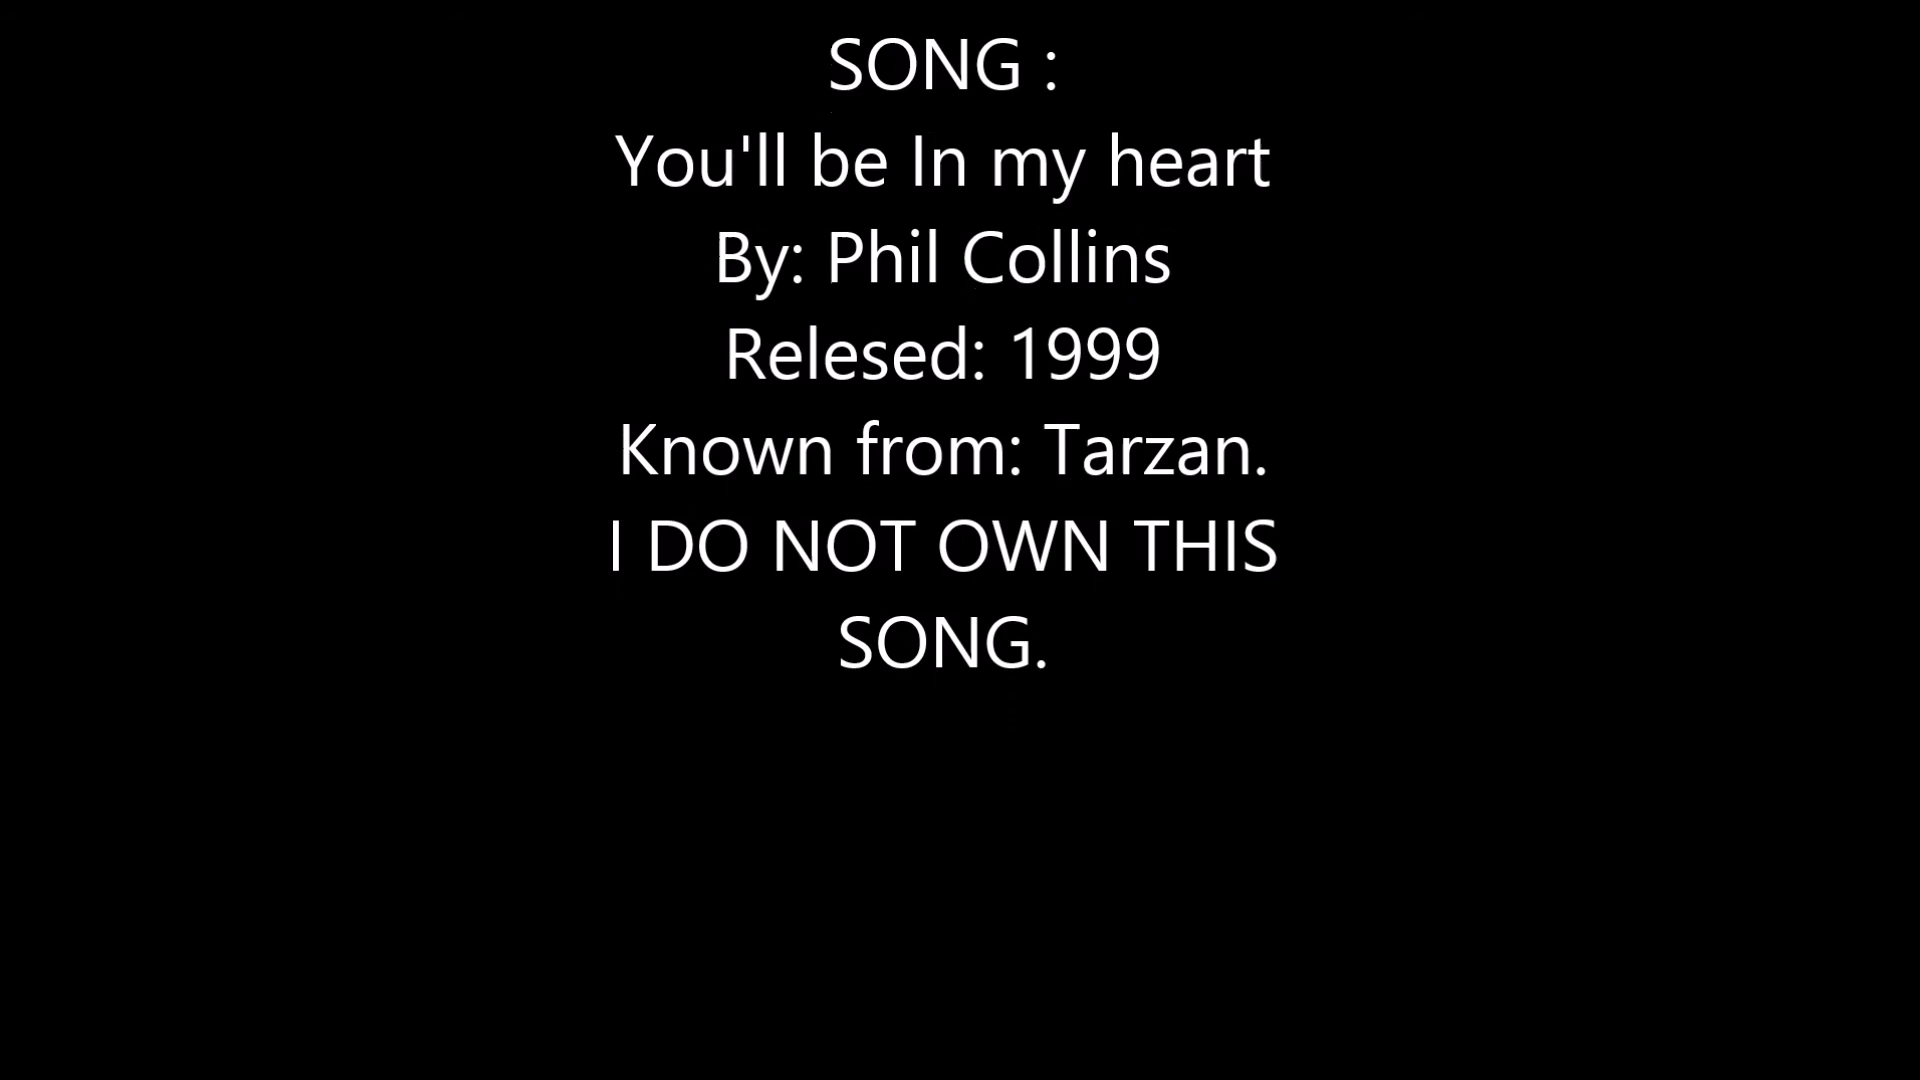 SONG :
You'll be In my heart
By: Phil Collins
Relesed: 1999
Known from: Tarzan.
I DO NOT OWN THIS
SONG.